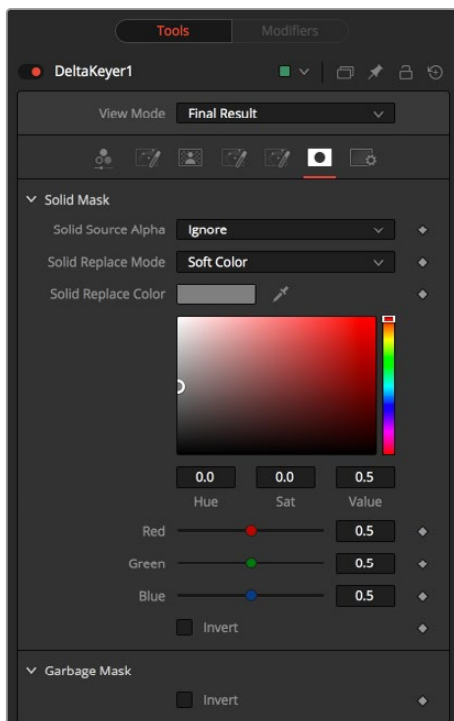 Tools Modifiers
DeltaKeyer1
View Mode Final Result
Solid Mask
Solid Source Alpha Ignore
Solid Replace Mode Soft Color
Solid Replace Color
0.0 0.0 0.5
Hue Sat Value
Red 0.5
Green 0.5
Blue 0.5
Invert
Garbage Mask
Invert